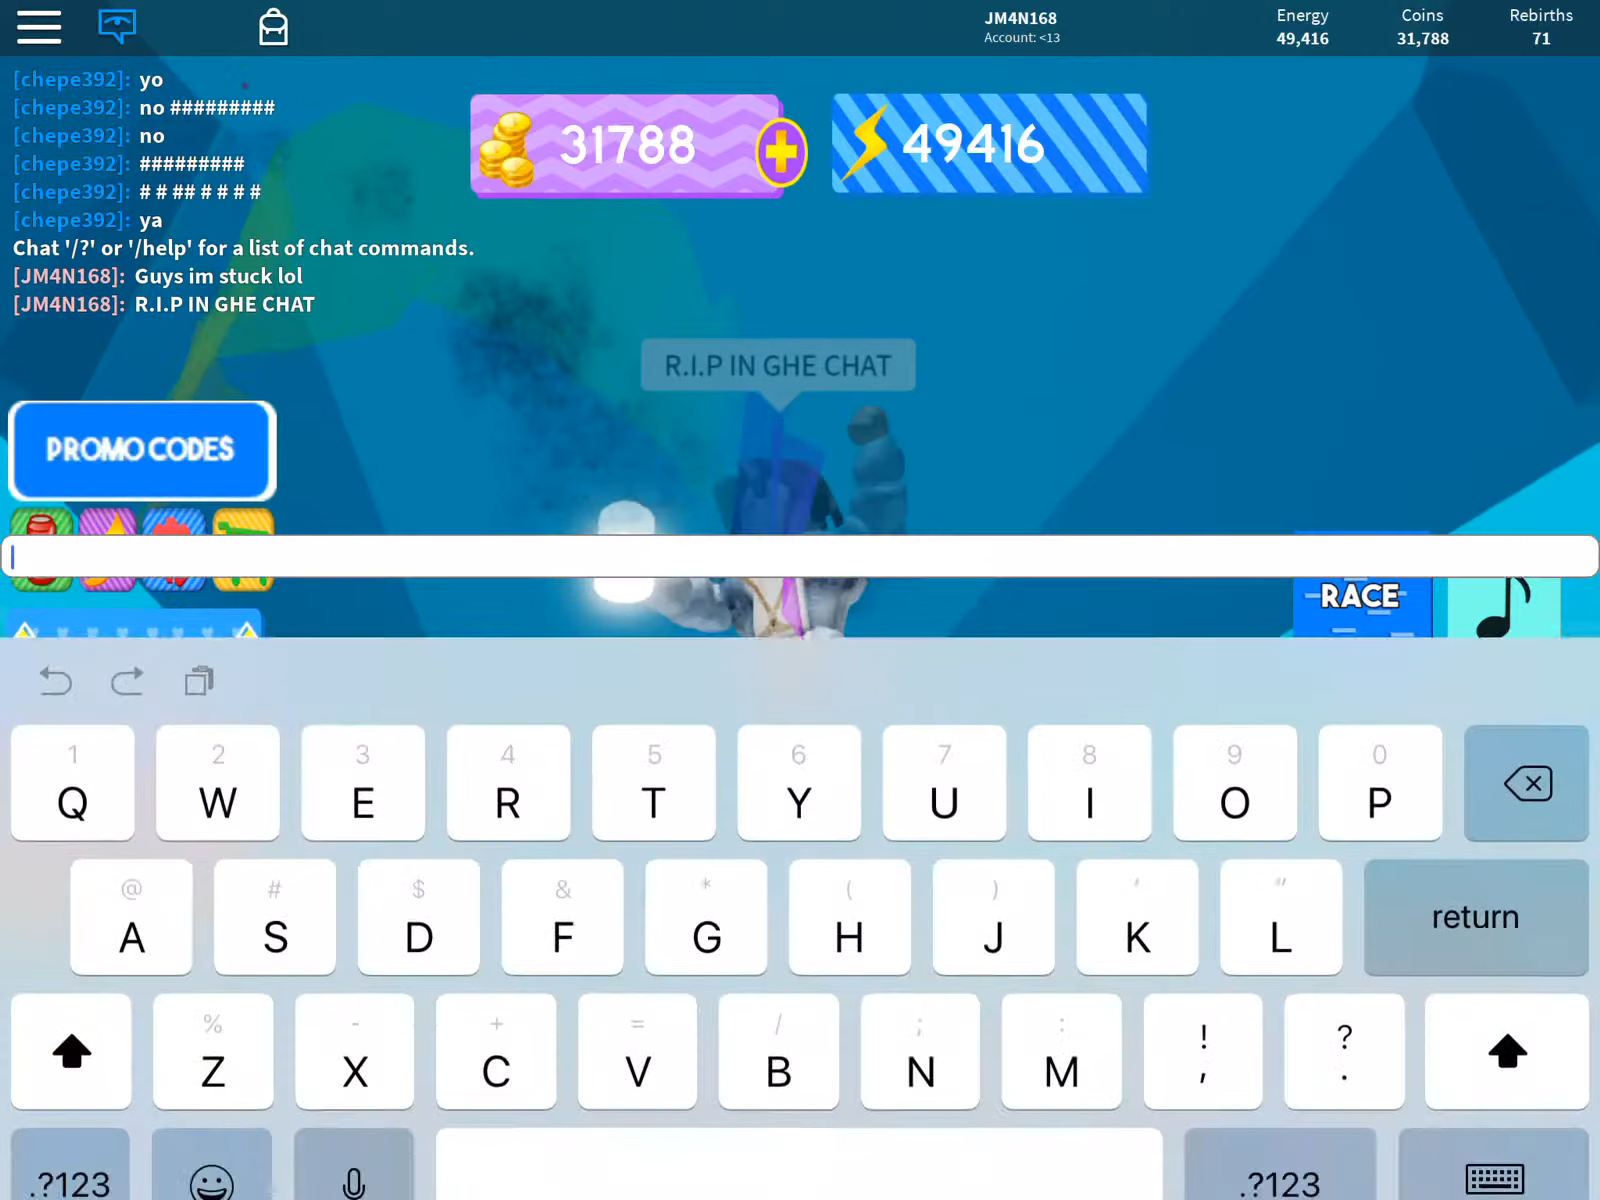 JM4N168
Account: <13
Energy
49,416
Coins
31,788
Rebirths
71
[chepe392]: yo
[chepe392]: no #########
[chepe392]: no
[chepe392]: #########
[chepe392]: # # ## # # # #
[chepe392]: ya
Chat '/?' or '/help' for a list of chat commands.
[JM4N168]: Guys im stuck lol
[JM4N168]: R.I.P IN GHE CHAT
31788
49416
R.I.P IN GHE CHAT
PROMO CODES
RACE
1 2 3 4 5 6 7 8 9 0
Q W E R T Y U I O P
@ # $ & * ( ) ' "
A S D F G H J K L return
% - + = / ; : ! ?
Z X C V B N M , .
.?123 .?123